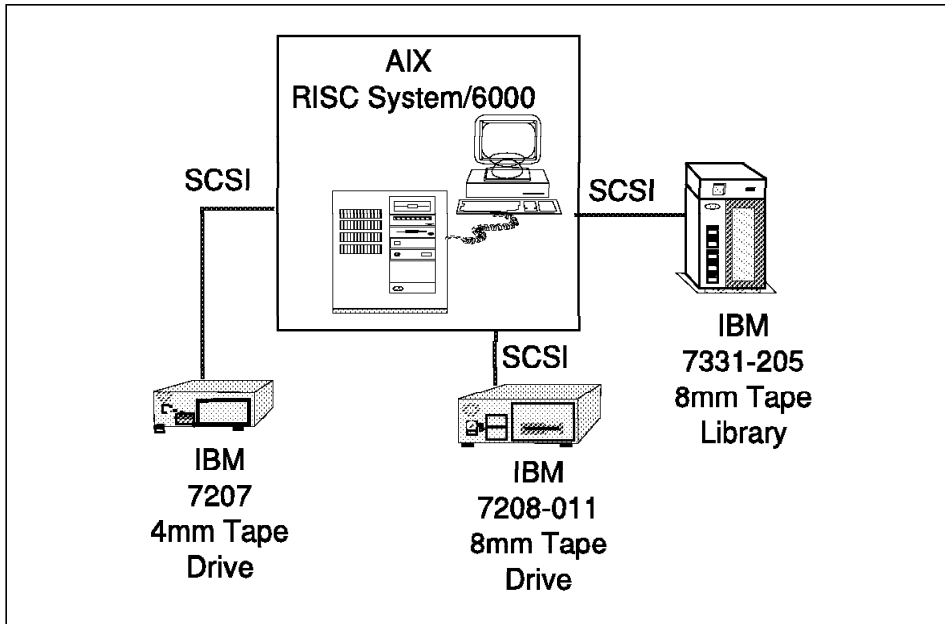 AIX
RISC System/6000
SCSI
SCSI
SCSI
IBM
7331-205
8mm Tape
Library
IBM
7207
4mm Tape
Drive
IBM
7208-011
8mm Tape
Drive